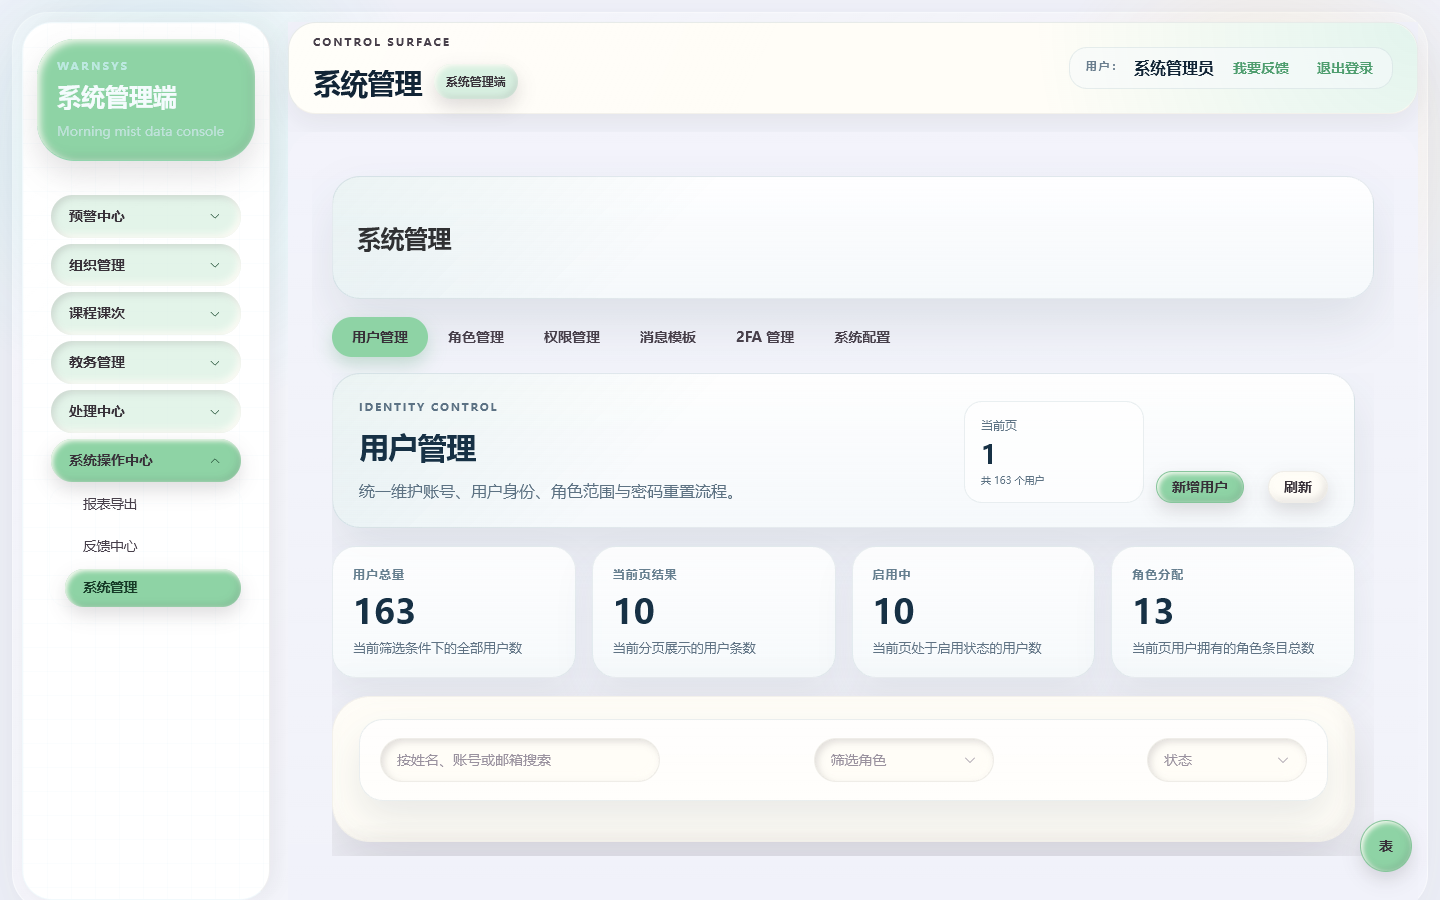 WARNSYS
系统管理端
Morning mist data console
预警中心
组织管理
课程课次
教务管理
处理中心
系统操作中心
报表导出
反馈中心
系统管理
CONTROL SURFACE
系统管理 系统管理端
用户： 系统管理员 我要反馈 退出登录
系统管理
用户管理 角色管理 权限管理 消息模板 2FA 管理 系统配置
IDENTITY CONTROL
用户管理
统一维护账号、用户身份、角色范围与密码重置流程。
当前页
1
共 163 个用户
新增用户 刷新
用户总量
163
当前筛选条件下的全部用户数
当前页结果
10
当前分页展示的用户条数
启用中
10
当前页处于启用状态的用户数
角色分配
13
当前页用户拥有的角色条目总数
按姓名、账号或邮箱搜索 筛选角色 状态
表